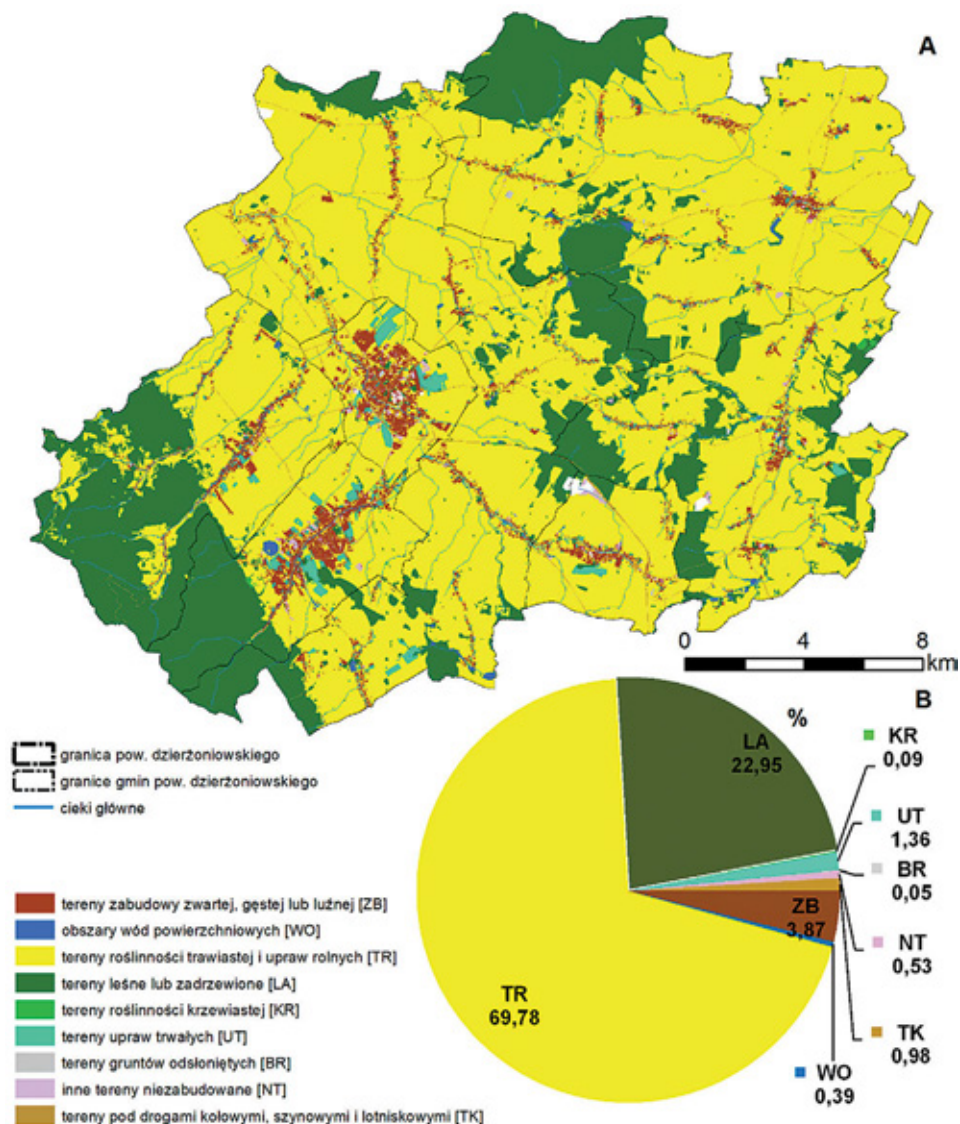 A
0 4 8
km
B
%
LA
22,95
KR
0,09
UT
1,36
BR
0,05
ZB
3,87
NT
0,53
TR
69,78
TK
0,98
WO
0,39
granica pow. dzierżoniowskiego
granice gmin pow. dzierżoniowskiego
cieki główne
tereny zabudowy zwartej, gęstej lub luźnej [ZB]
obszary wód powierzchniowych [WO]
tereny roślinności trawiastej i upraw rolnych [TR]
tereny leśne lub zadrzewione [LA]
tereny roślinności krzewiastej [KR]
tereny upraw trwałych [UT]
tereny gruntów odsłoniętych [BR]
inne tereny niezabudowane [NT]
tereny pod drogami kołowymi, szynowymi i lotniskowymi [TK]